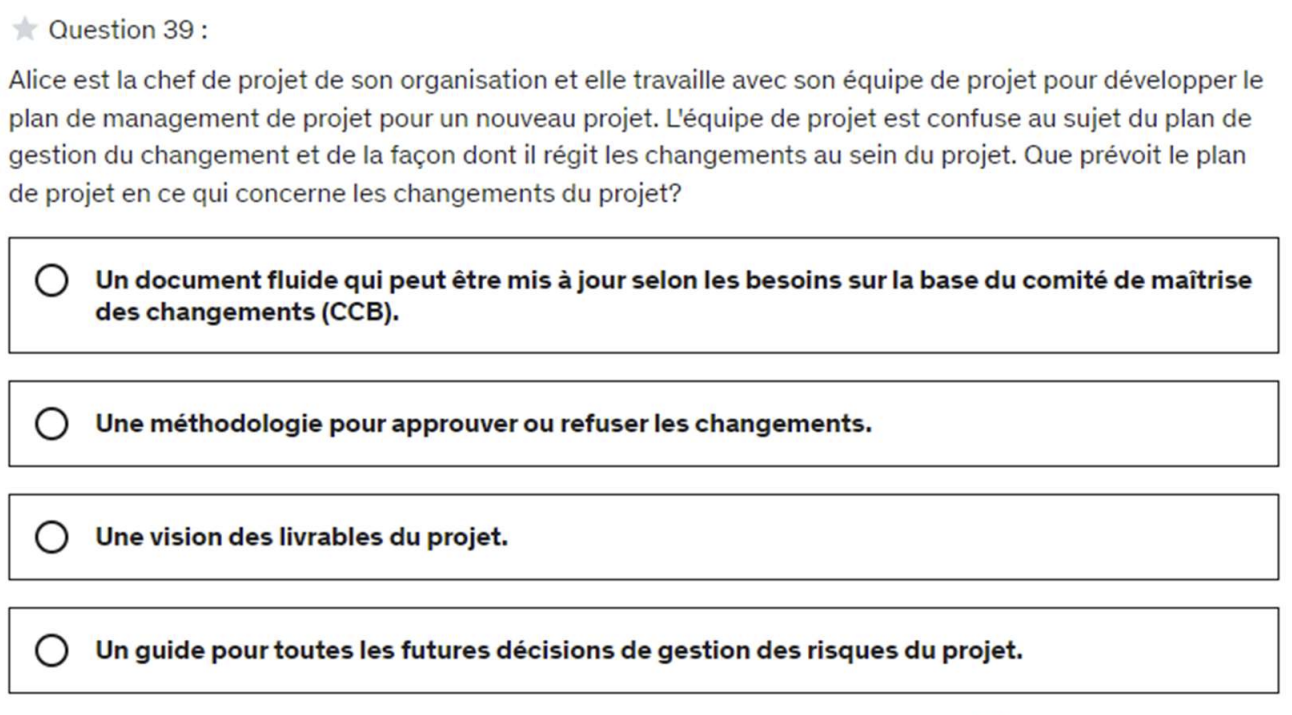 Question 39 :
Alice est la chef de projet de son organisation et elle travaille avec son équipe de projet pour développer le
plan de management de projet pour un nouveau projet. L'équipe de projet est confuse au sujet du plan de
gestion du changement et de la façon dont il régit les changements au sein du projet. Que prévoit le plan
de projet en ce qui concerne les changements du projet?
Un document fluide qui peut être mis à jour selon les besoins sur la base du comité de maîtrise
des changements (CCB).
Une méthodologie pour approuver ou refuser les changements.
Une vision des livrables du projet.
Un guide pour toutes les futures décisions de gestion des risques du projet.